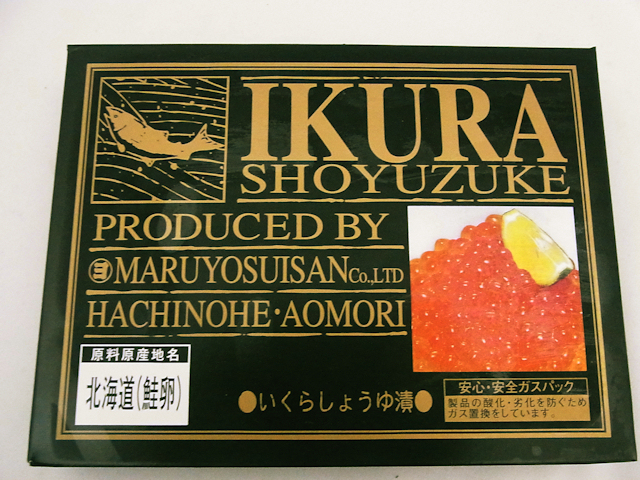 IKURA
SHOYUZUKE
PRODUCED BY
ヨ MARUYOSUISAN Co.,LTD
HACHINOHE・AOMORI
原料原産地名
北海道(鮭卵)
●いくらしょうゆ漬●
安心・安全ガスパック
製品の酸化・劣化を防ぐため
ガス置換をしています。